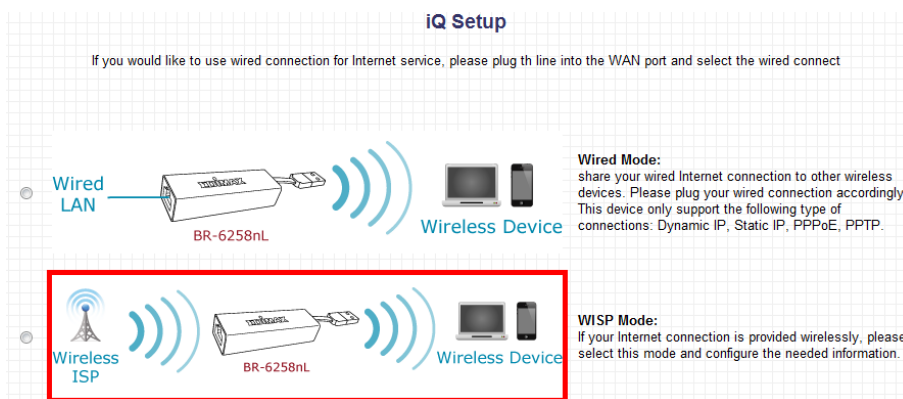 iQ Setup
If you would like to use wired connection for Internet service, please plug th line into the WAN port and select the wired connect
Wired
LAN
EDIMAX
BR-6258nL
Wireless Device
Wired Mode:
share your wired Internet connection to other wireless
devices. Please plug your wired connection accordingly
This device only support the following type of
connections: Dynamic IP, Static IP, PPPoE, PPTP.
Wireless
ISP
EDIMAX
BR-6258nL
Wireless Device
WISP Mode:
If your Internet connection is provided wirelessly, please
select this mode and configure the needed information.